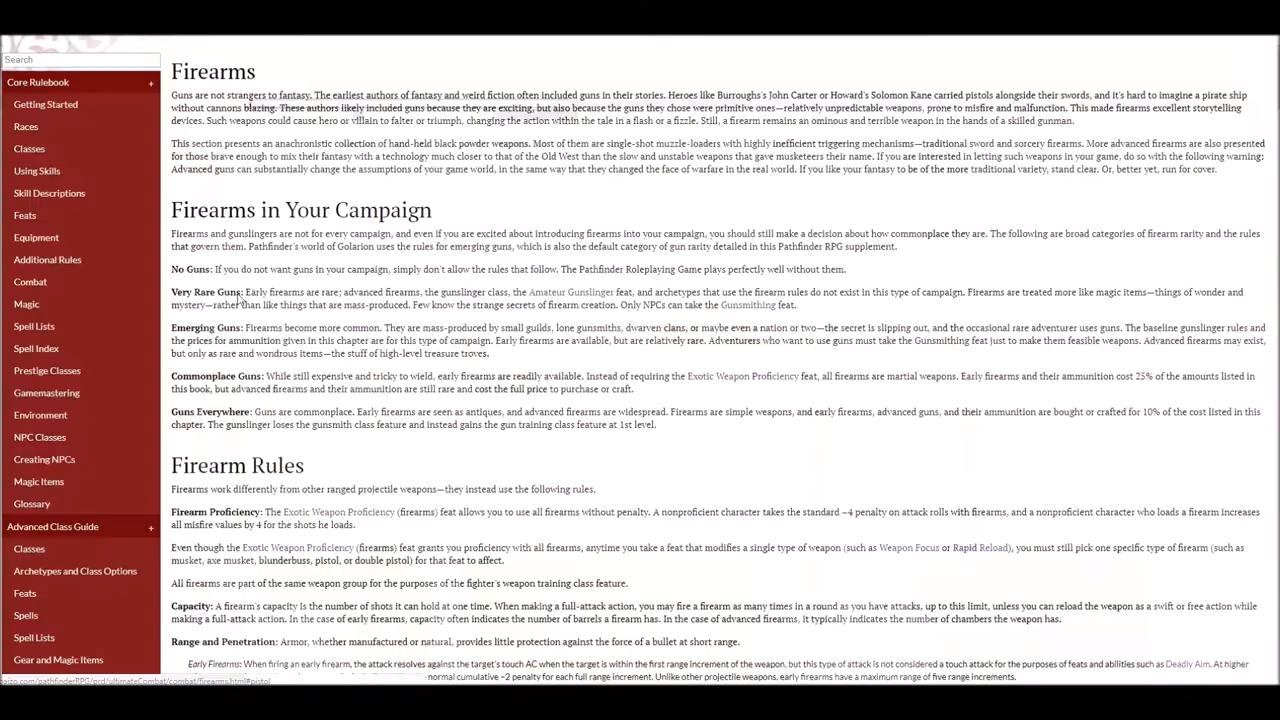 Search
Core Rulebook +
Getting Started
Races
Classes
Using Skills
Skill Descriptions
Feats
Equipment
Additional Rules
Combat
Magic
Spell Lists
Spell Index
Prestige Classes
Gamemastering
Environment
NPC Classes
Creating NPCs
Magic Items
Glossary
Advanced Class Guide +
Classes
Archetypes and Class Options
Feats
Spells
Spell Lists
Gear and Magic Items
paizo.com/pathfinderRPG/prd/ultimateCombat/combat/firearms.html#pistol
Firearms
Guns are not strangers to fantasy. The earliest authors of fantasy and weird fiction often included guns in their stories. Heroes like Burroughs's John Carter or Howard's Solomon Kane carried pistols alongside their swords, and it's hard to imagine a pirate ship
without cannons blazing. These authors likely included guns because they are exciting, but also because the guns they chose were primitive ones—relatively unpredictable weapons, prone to misfire and malfunction. This made firearms excellent storytelling
devices. Such weapons could cause hero or villain to falter or triumph, changing the action within the tale in a flash or a fizzle. Still, a firearm remains an ominous and terrible weapon in the hands of a skilled gunman.
This section presents an anachronistic collection of hand-held black powder weapons. Most of them are single-shot muzzle-loaders with highly inefficient triggering mechanisms—traditional sword and sorcery firearms. More advanced firearms are also presented
for those brave enough to mix their fantasy with a technology much closer to that of the Old West than the slow and unstable weapons that gave musketeers their name. If you are interested in letting such weapons in your game, do so with the following warning:
Advanced guns can substantially change the assumptions of your game world, in the same way that they changed the face of warfare in the real world. If you like your fantasy to be of the more traditional variety, stand clear. Or, better yet, run for cover.
Firearms in Your Campaign
Firearms and gunslingers are not for every campaign, and even if you are excited about introducing firearms into your campaign, you should still make a decision about how commonplace they are. The following are broad categories of firearm rarity and the rules
that govern them. Pathfinder's world of Golarion uses the rules for emerging guns, which is also the default category of gun rarity detailed in this Pathfinder RPG supplement.
No Guns: If you do not want guns in your campaign, simply don't allow the rules that follow. The Pathfinder Roleplaying Game plays perfectly well without them.
Very Rare Guns: Early firearms are rare; advanced firearms, the gunslinger class, the Amateur Gunslinger feat, and archetypes that use the firearm rules do not exist in this type of campaign. Firearms are treated more like magic items—things of wonder and
mystery—rather than like things that are mass-produced. Few know the strange secrets of firearm creation. Only NPCs can take the Gunsmithing feat.
Emerging Guns: Firearms become more common. They are mass-produced by small guilds, lone gunsmiths, dwarven clans, or maybe even a nation or two—the secret is slipping out, and the occasional rare adventurer uses guns. The baseline gunslinger rules and
the prices for ammunition given in this chapter are for this type of campaign. Early firearms are available, but are relatively rare. Adventurers who want to use guns must take the Gunsmithing feat just to make them feasible weapons. Advanced firearms may exist,
but only as rare and wondrous items—the stuff of high-level treasure troves.
Commonplace Guns: While still expensive and tricky to wield, early firearms are readily available. Instead of requiring the Exotic Weapon Proficiency feat, all firearms are martial weapons. Early firearms and their ammunition cost 25% of the amounts listed in
this book, but advanced firearms and their ammunition are still rare and cost the full price to purchase or craft.
Guns Everywhere: Guns are commonplace. Early firearms are seen as antiques, and advanced firearms are widespread. Firearms are simple weapons, and early firearms, advanced guns, and their ammunition are bought or crafted for 10% of the cost listed in this
chapter. The gunslinger loses the gunsmith class feature and instead gains the gun training class feature at 1st level.
Firearm Rules
Firearms work differently from other ranged projectile weapons—they instead use the following rules.
Firearm Proficiency: The Exotic Weapon Proficiency (firearms) feat allows you to use all firearms without penalty. A nonproficient character takes the standard –4 penalty on attack rolls with firearms, and a nonproficient character who loads a firearm increases
all misfire values by 4 for the shots he loads.
Even though the Exotic Weapon Proficiency (firearms) feat grants you proficiency with all firearms, anytime you take a feat that modifies a single type of weapon (such as Weapon Focus or Rapid Reload), you must still pick one specific type of firearm (such as
musket, axe musket, blunderbuss, pistol, or double pistol) for that feat to affect.
All firearms are part of the same weapon group for the purposes of the fighter's weapon training class feature.
Capacity: A firearm's capacity is the number of shots it can hold at one time. When making a full-attack action, you may fire a firearm as many times in a round as you have attacks, up to this limit, unless you can reload the weapon as a swift or free action while
making a full-attack action. In the case of early firearms, capacity often indicates the number of barrels a firearm has. In the case of advanced firearms, it typically indicates the number of chambers the weapon has.
Range and Penetration: Armor, whether manufactured or natural, provides little protection against the force of a bullet at short range.
Early Firearms: When firing an early firearm, the attack resolves against the target's touch AC when the target is within the first range increment of the weapon, but this type of attack is not considered a touch attack for the purposes of feats and abilities such as Deadly Aim. At higher
normal cumulative –2 penalty for each full range increment. Unlike other projectile weapons, early firearms have a maximum range of five range increments.